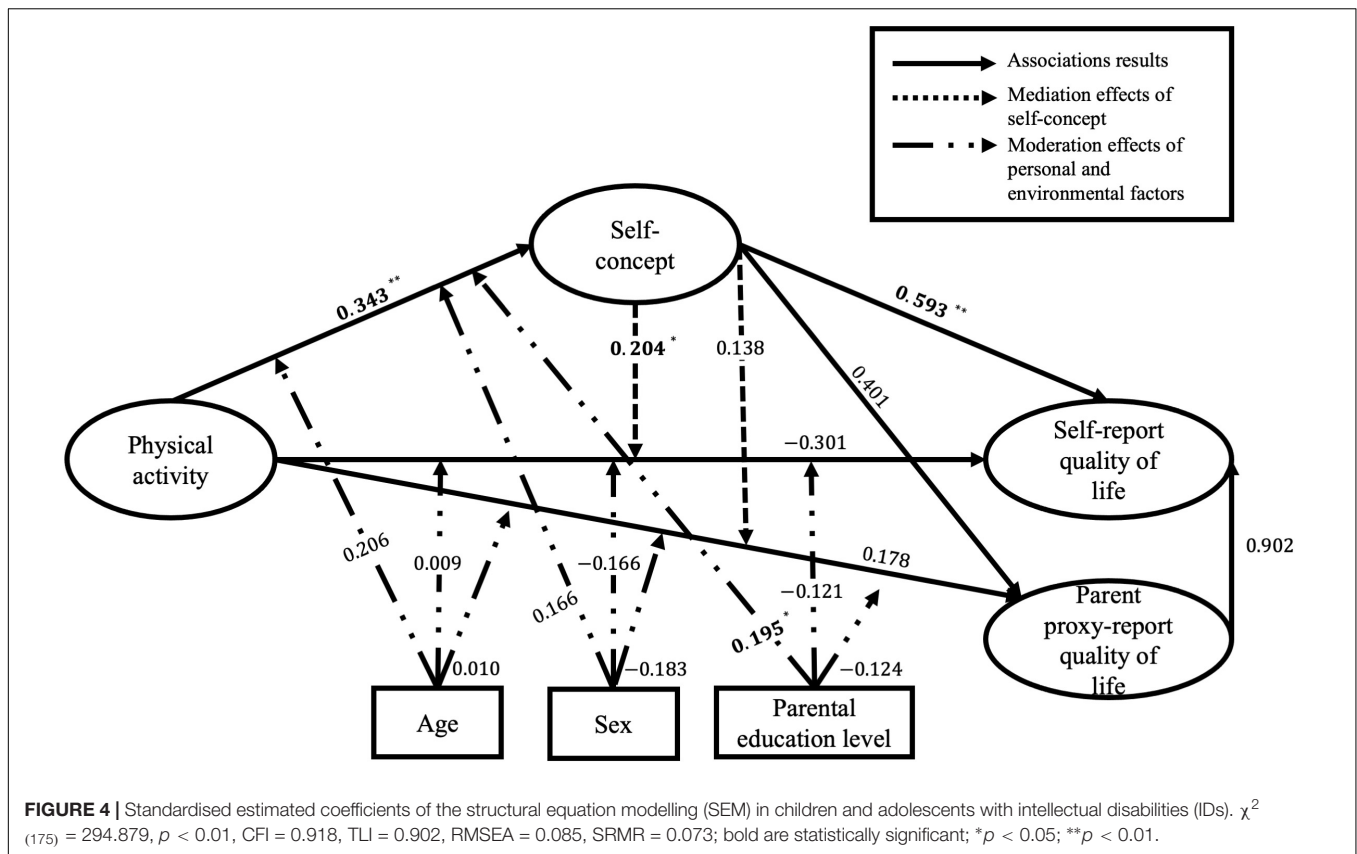 Associations results
Mediation effects of
self-concept
Moderation effects of
personal and
environmental factors
Self-
concept
0.343 **
0.593 **
0.204 *
0.138
0.401
Physical
activity
−0.301
Self-report
quality of
life
0.178
0.902
0.206
0.009
0.166
−0.166
−0.121
0.195 *
Parent
proxy-report
quality of
life
0.010
−0.183
−0.124
Age
Sex
Parental
education level
FIGURE 4 | Standardised estimated coefficients of the structural equation modelling (SEM) in children and adolescents with intellectual disabilities (IDs). χ²
(175) = 294.879, p < 0.01, CFI = 0.918, TLI = 0.902, RMSEA = 0.085, SRMR = 0.073; bold are statistically significant; *p < 0.05; **p < 0.01.